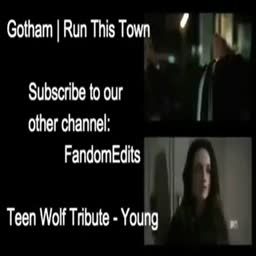 Gotham | Run This Town
Subscribe to our
other channel:
FandomEdits
Teen Wolf Tribute - Young